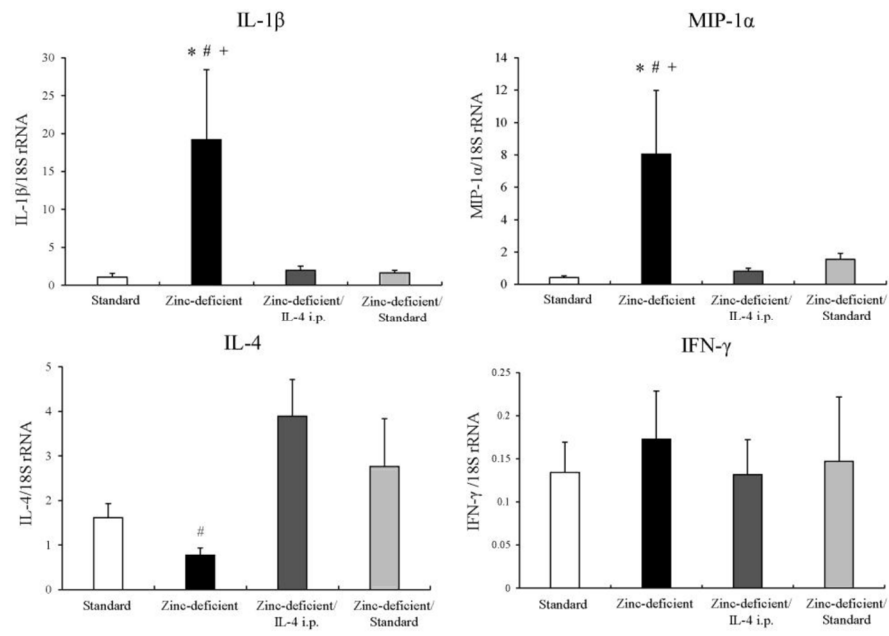 IL-1β
IL-1β/18S rRNA
30
25
20
15
10
5
0
* # +
Standard
Zinc-deficient
Zinc-deficient/
IL-4 i.p.
Zinc-deficient/
Standard
MIP-1α
MIP-1α/18S rRNA
14
12
10
8
6
4
2
0
* # +
Standard
Zinc-deficient
Zinc-deficient/
IL-4 i.p.
Zinc-deficient/
Standard
IL-4
IL-4/18S rRNA
5
4
3
2
1
0
#
Standard
Zinc-deficient
Zinc-deficient/
IL-4 i.p.
Zinc-deficient/
Standard
IFN-γ
IFN-γ /18S rRNA
0.25
0.2
0.15
0.1
0.05
0
Standard
Zinc-deficient
Zinc-deficient/
IL-4 i.p.
Zinc-deficient/
Standard